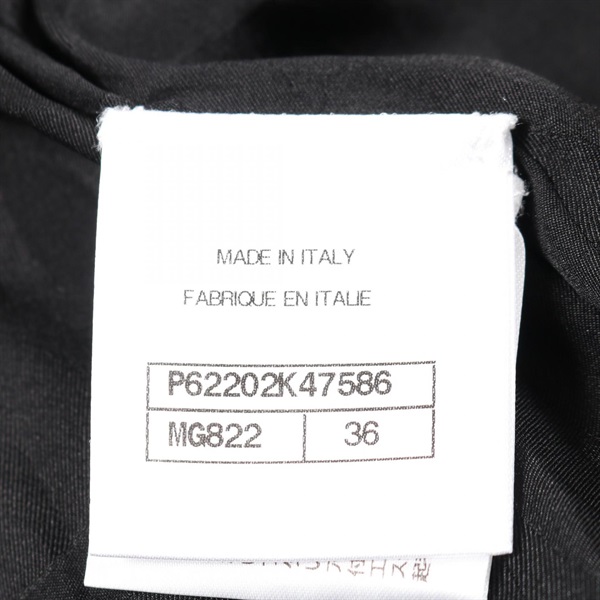 MADE IN ITALY
FABRIQUE EN ITALIE
P62202K47586
MG822 36